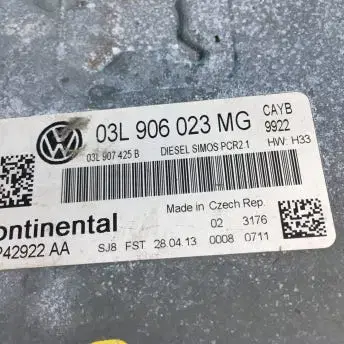 03L 906 023 MG
CAYB
9922
03L 907 425 B DIESEL SIMOS PCR2.1 HW: H33
ontinental
Made in Czech Rep.
02 3176
P42922 AA SJ8 FST 28.04.13 0008 0711